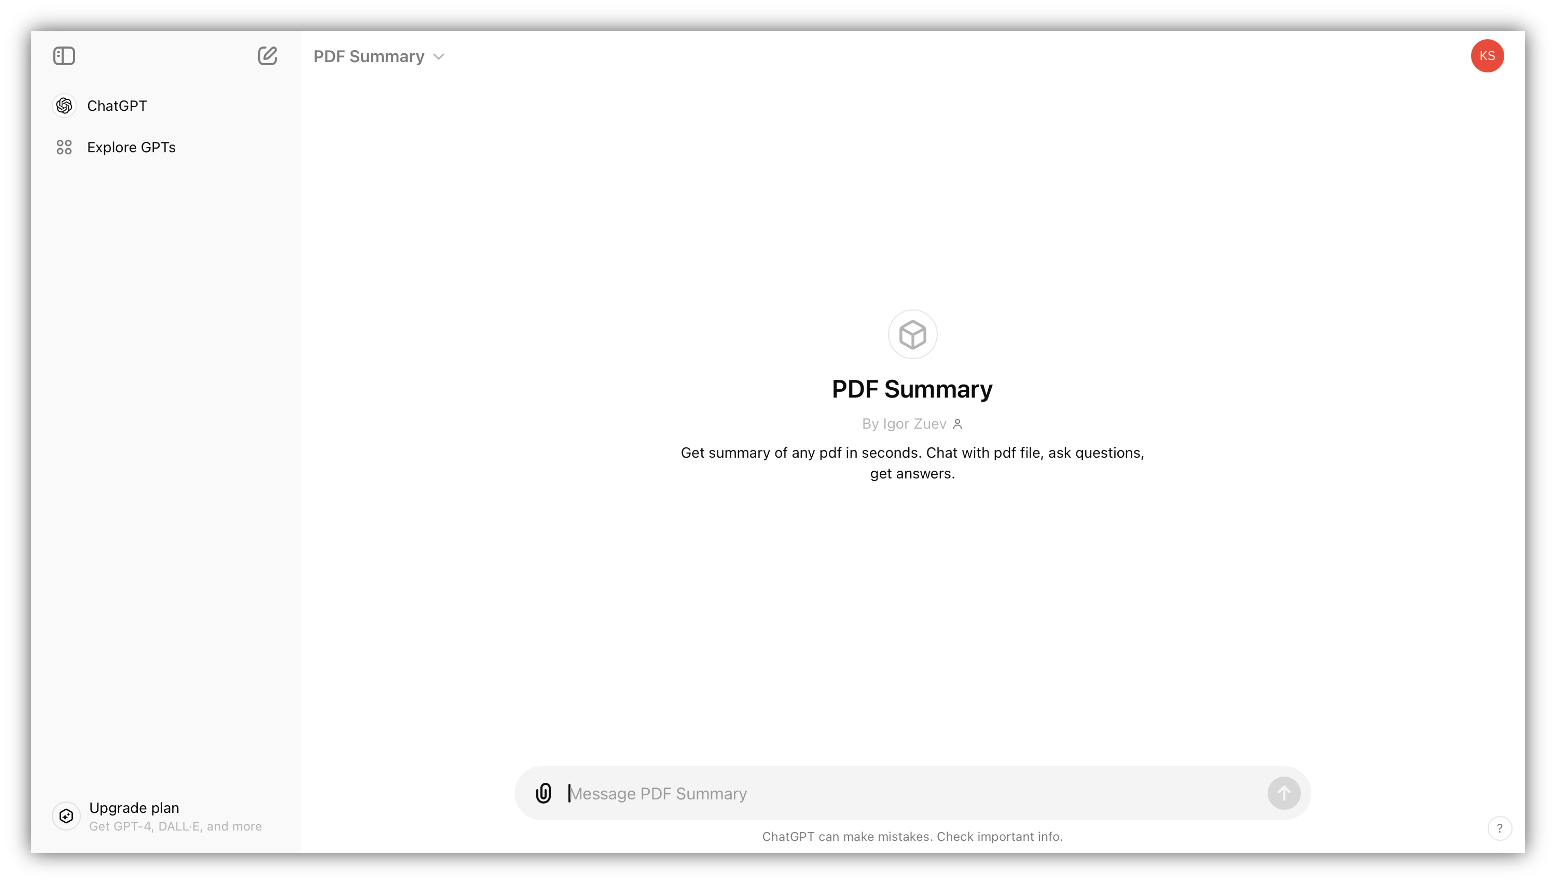 PDF Summary
KS
ChatGPT
Explore GPTs
PDF Summary
By Igor Zuev
Get summary of any pdf in seconds. Chat with pdf file, ask questions,
get answers.
Upgrade plan
Get GPT-4, DALL·E, and more
Message PDF Summary
ChatGPT can make mistakes. Check important info.
?